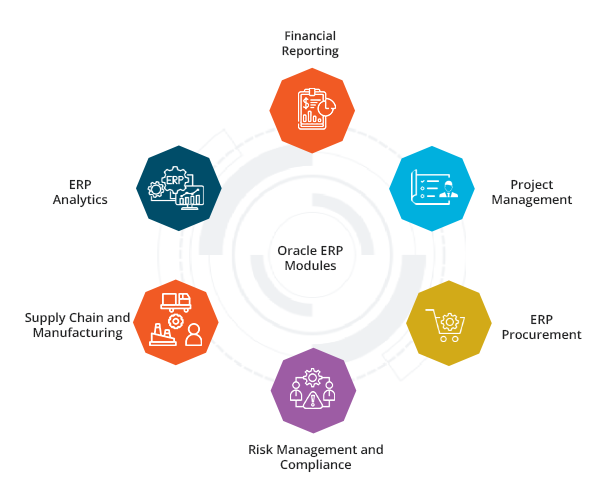 Financial
Reporting
ERP
ERP
Analytics
Project
Management
Oracle ERP
Modules
Supply Chain and
Manufacturing
ERP
Procurement
Risk Management and
Compliance